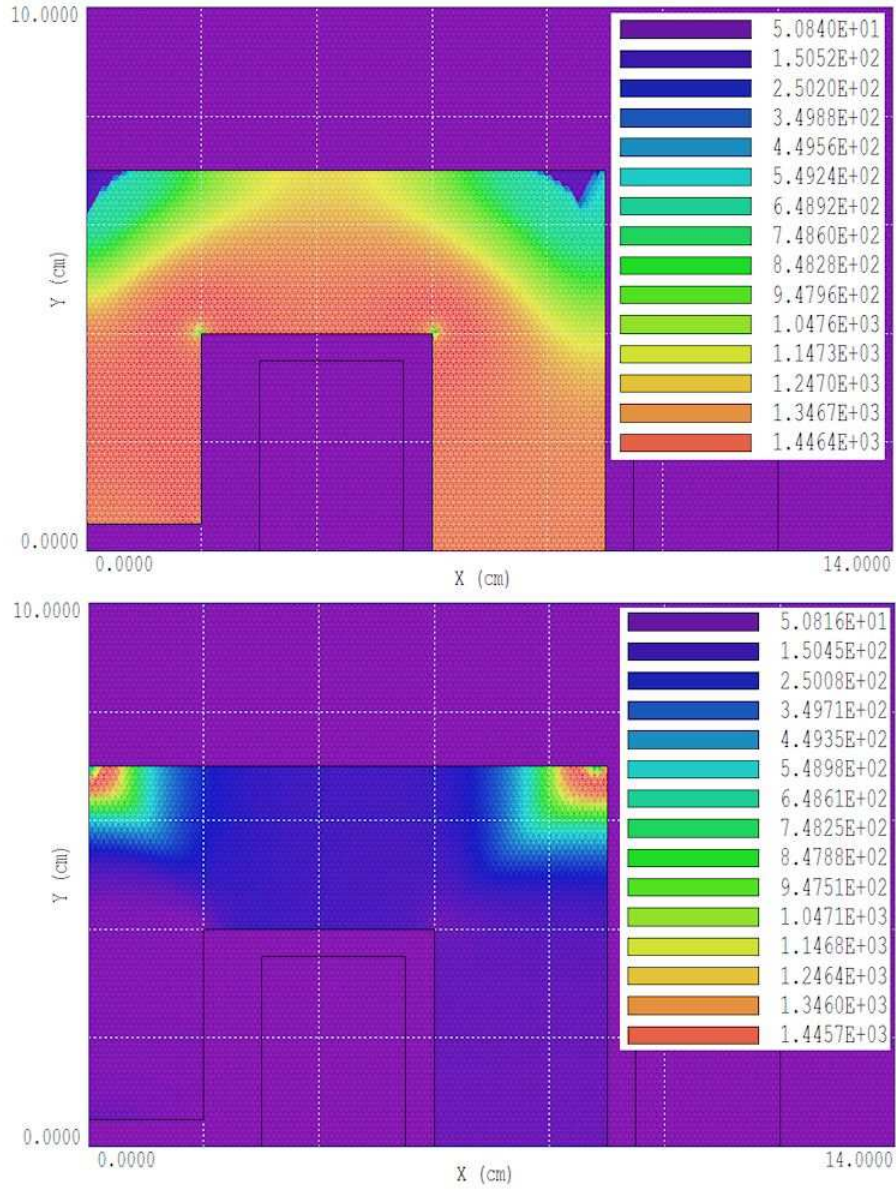 10.0000
5.0840E+01
1.5052E+02
2.5020E+02
3.4988E+02
4.4956E+02
5.4924E+02
6.4892E+02
7.4860E+02
8.4828E+02
9.4796E+02
1.0476E+03
1.1473E+03
1.2470E+03
1.3467E+03
1.4464E+03
Y (cm)
0.0000
0.0000
14.0000
X (cm)
10.0000
5.0816E+01
1.5045E+02
2.5008E+02
3.4971E+02
4.4935E+02
5.4898E+02
6.4861E+02
7.4825E+02
8.4788E+02
9.4751E+02
1.0471E+03
1.1468E+03
1.2464E+03
1.3460E+03
1.4457E+03
Y (cm)
0.0000
0.0000
14.0000
X (cm)